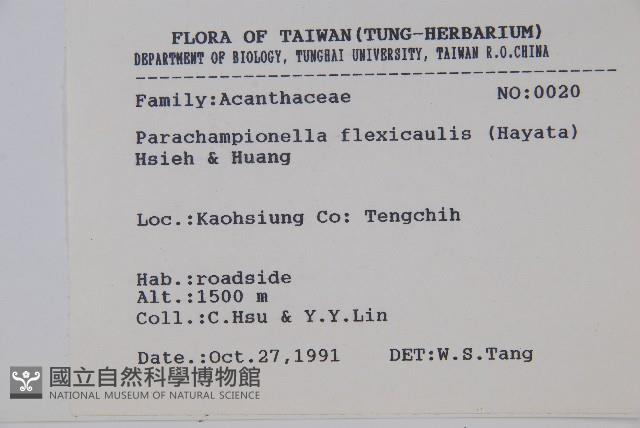 FLORA OF TAIWAN(TUNG-HERBARIUM)
DEPARTMENT OF BIOLOGY, TUNGHAI UNIVERSITY, TAIWAN R.O.CHINA
Family:Acanthaceae NO:0020
Parachampionella flexicaulis (Hayata)
Hsieh & Huang
Loc.:Kaohsiung Co: Tengchih
Hab.:roadside
Alt.:1500 m
Coll.:C.Hsu & Y.Y.Lin
Date.:Oct.27,1991 DET:W.S.Tang
國立自然科學博物館
NATIONAL MUSEUM OF NATURAL SCIENCE